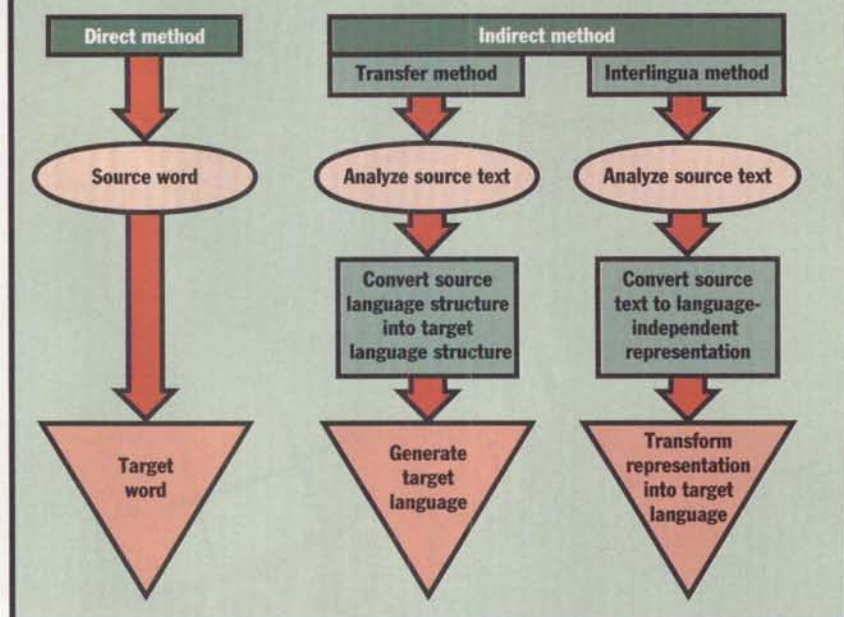 Direct method
Indirect method
Transfer method
Interlingua method
Source word
Analyze source text
Analyze source text
Convert source
language structure
into target
language structure
Convert source
text to language-
independent
representation
Target
word
Generate
target
language
Transform
representation
into target
language